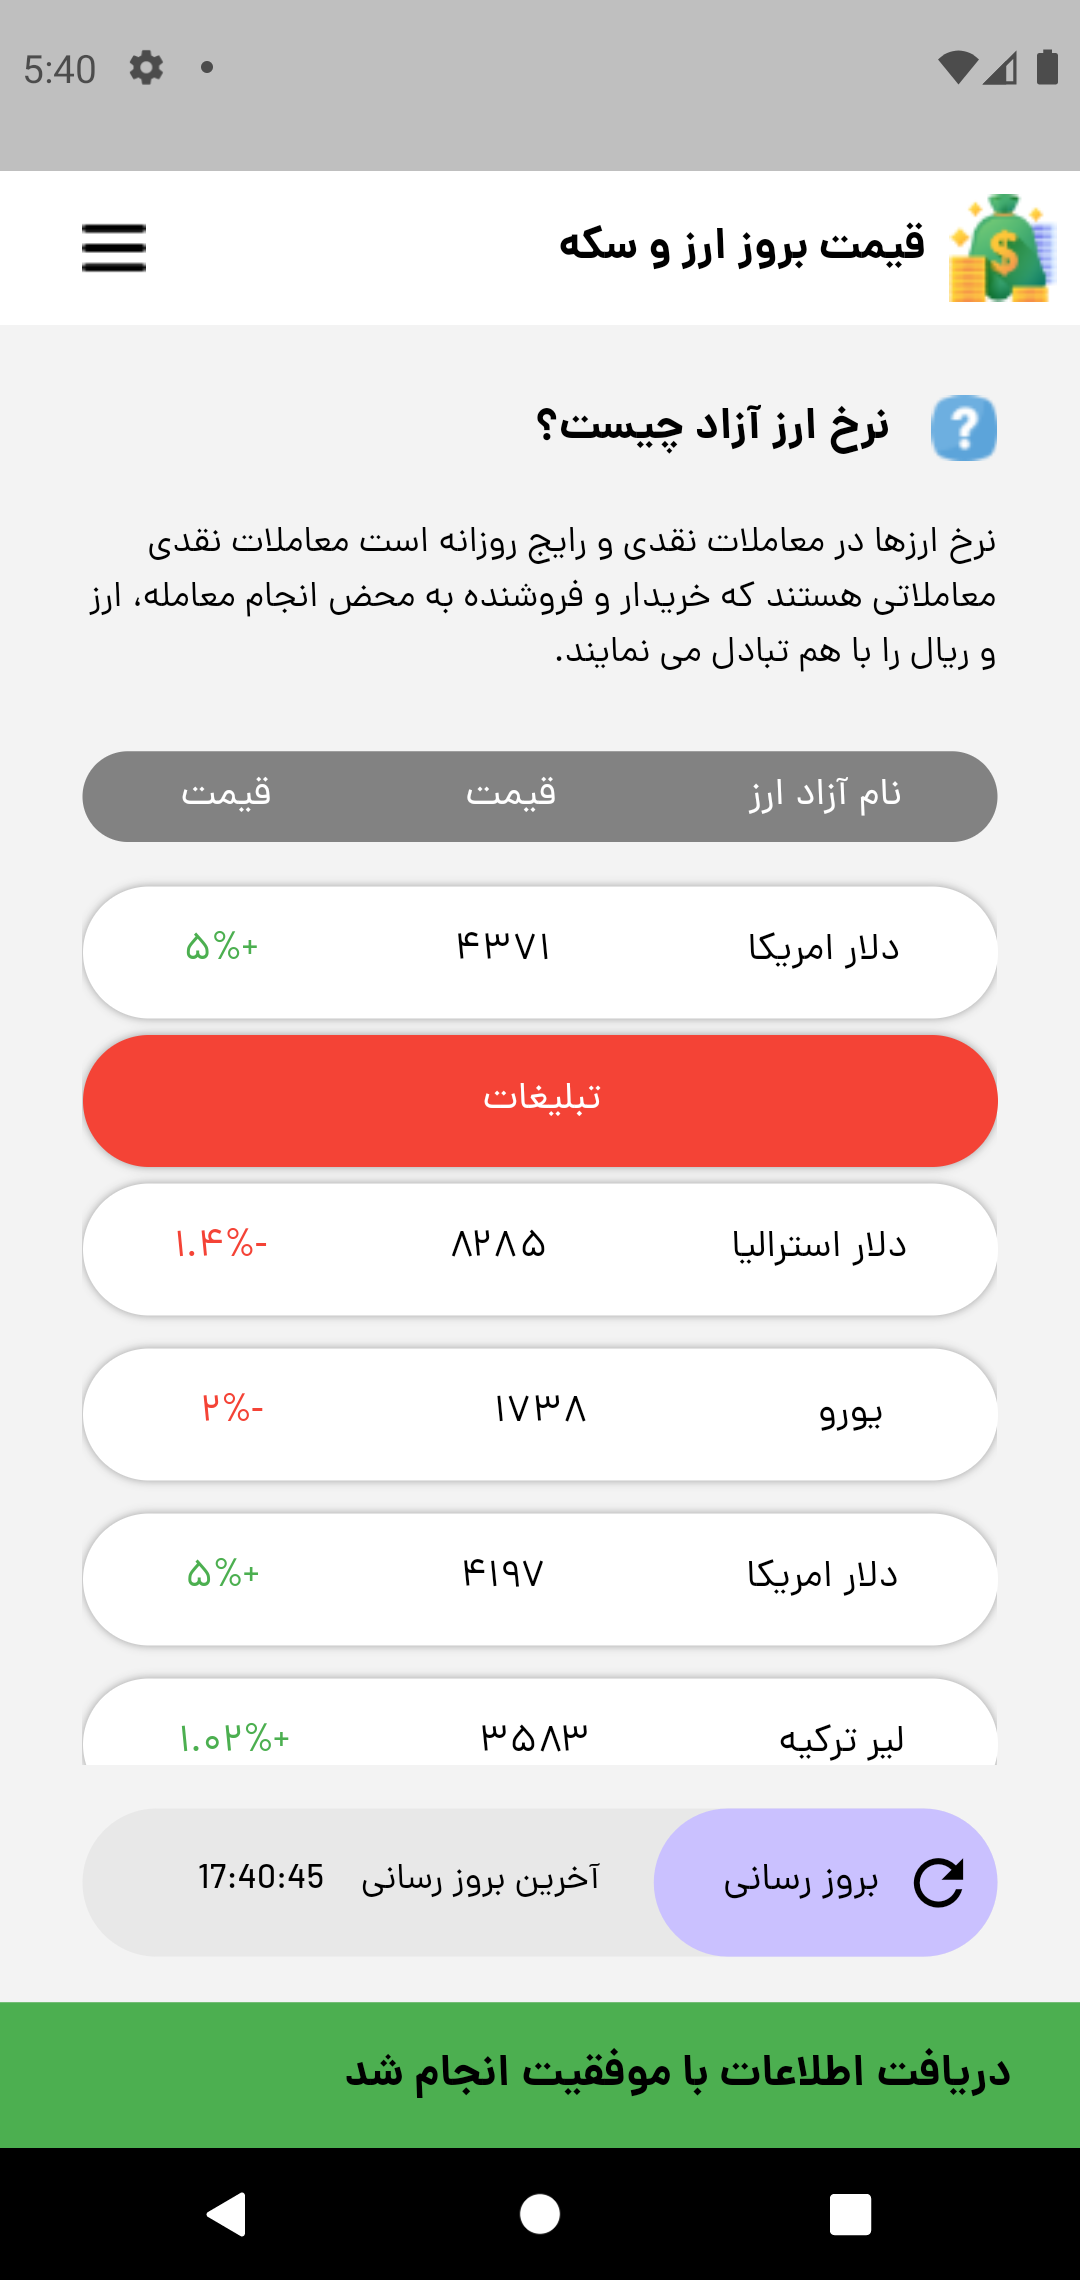 5:40
قیمت بروز ارز و سکه
نرخ ارز آزاد چیست؟
نرخ ارزها در معاملات نقدی و رایج روزانه است معاملات نقدی
معاملاتی هستند که خریدار و فروشنده به محض انجام معامله، ارز
و ریال را با هم تبادل می نمایند.
نام آزاد ارز قیمت قیمت
دلار امریکا ۴۳۷۱ ۵%+
تبلیغات
دلار استرالیا ۸۲۸۵ ۱.۴%-
یورو ۱۷۳۸ ۲%-
دلار امریکا ۴۱۹۷ ۵%+
لیر ترکیه ۳۵۸۳ ۱.۰۲%+
بروز رسانی آخرین بروز رسانی 17:40:45
دریافت اطلاعات با موفقیت انجام شد